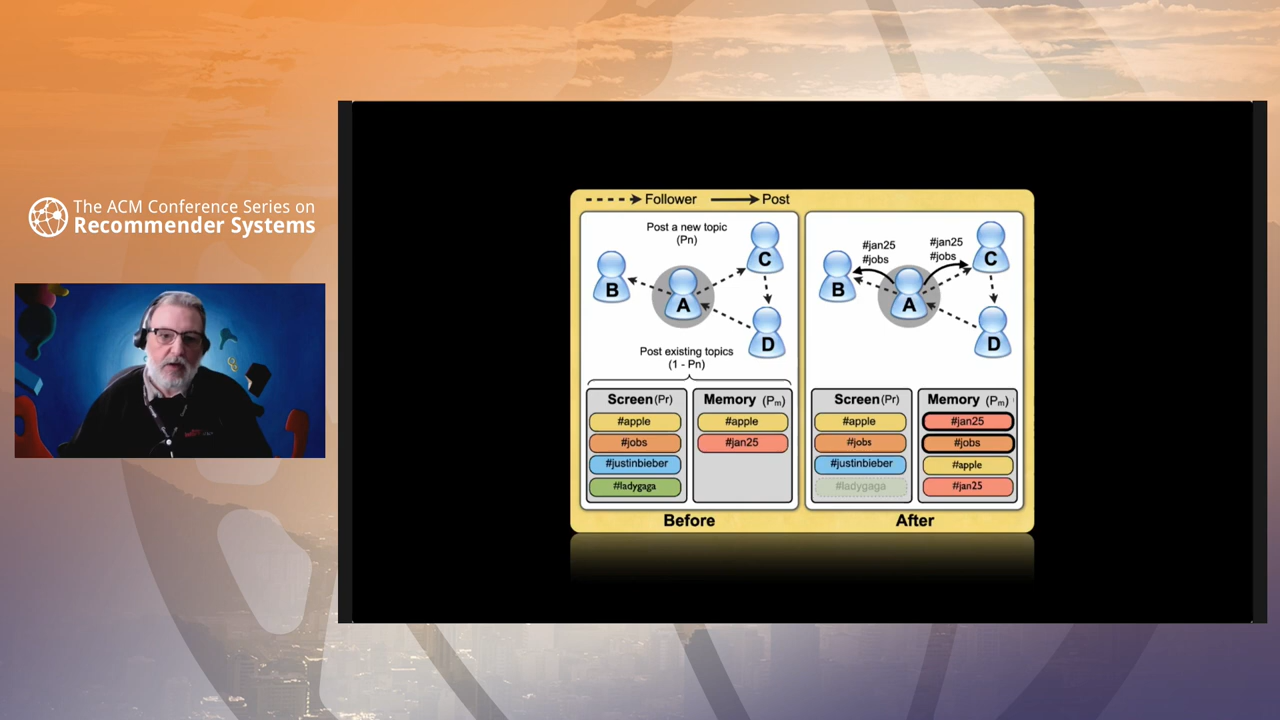 The ACM Conference Series on
Recommender Systems
Follower
Post
Post a new topic
(Pn)
A
B
C
D
Post existing topics
(1 - Pn)
Screen(Pr)
#apple
#jobs
#justinbieber
#ladygaga
Memory (Pm)
#apple
#jan25
Before
#jan25
#jobs
#jan25
#jobs
A
B
C
D
Screen(Pr)
#apple
#jobs
#justinbieber
#ladygaga
Memory (Pm)
#jan25
#jobs
#apple
#jan25
After